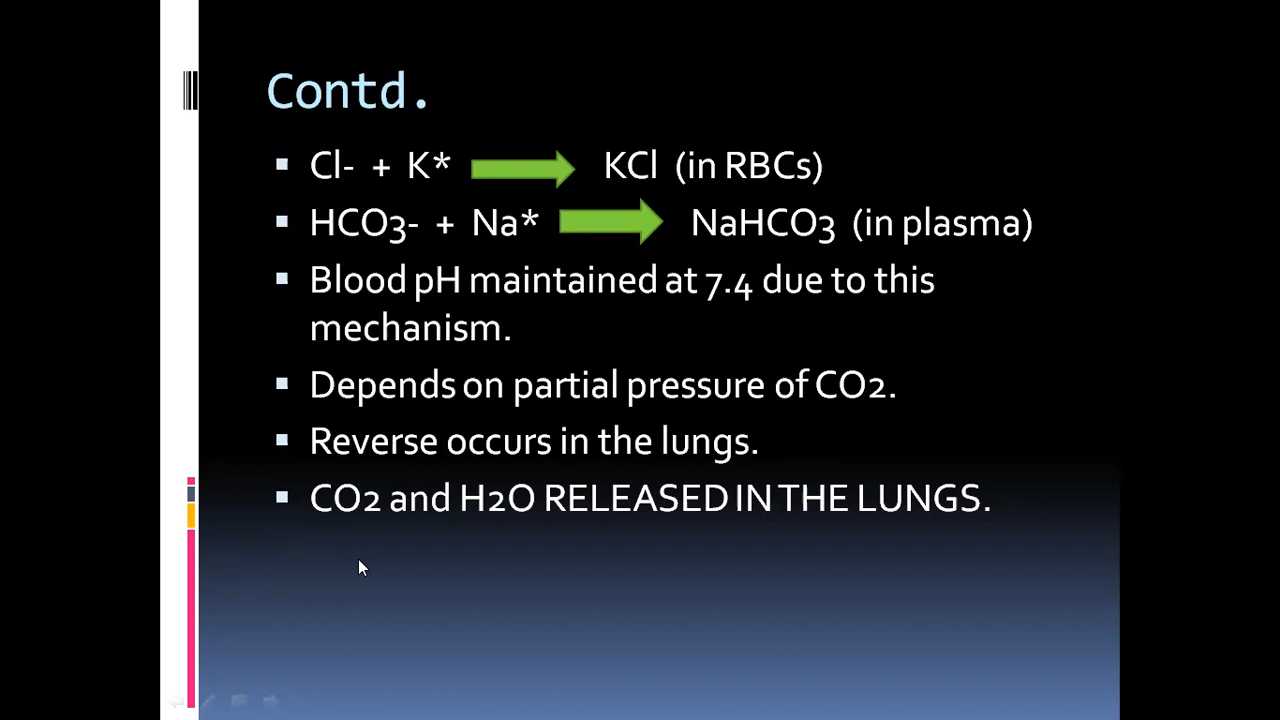 Contd.
Cl- + K* KCl (in RBCs)
HCO3- + Na* NaHCO3 (in plasma)
Blood pH maintained at 7.4 due to this
mechanism.
Depends on partial pressure of CO2.
Reverse occurs in the lungs.
CO2 and H2O RELEASED IN THE LUNGS.